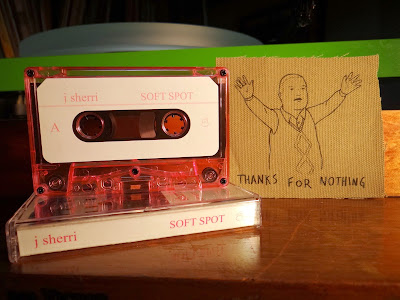 j sherri SOFT SPOT
A
THANKS FOR NOTHING
j sherri SOFT SPOT